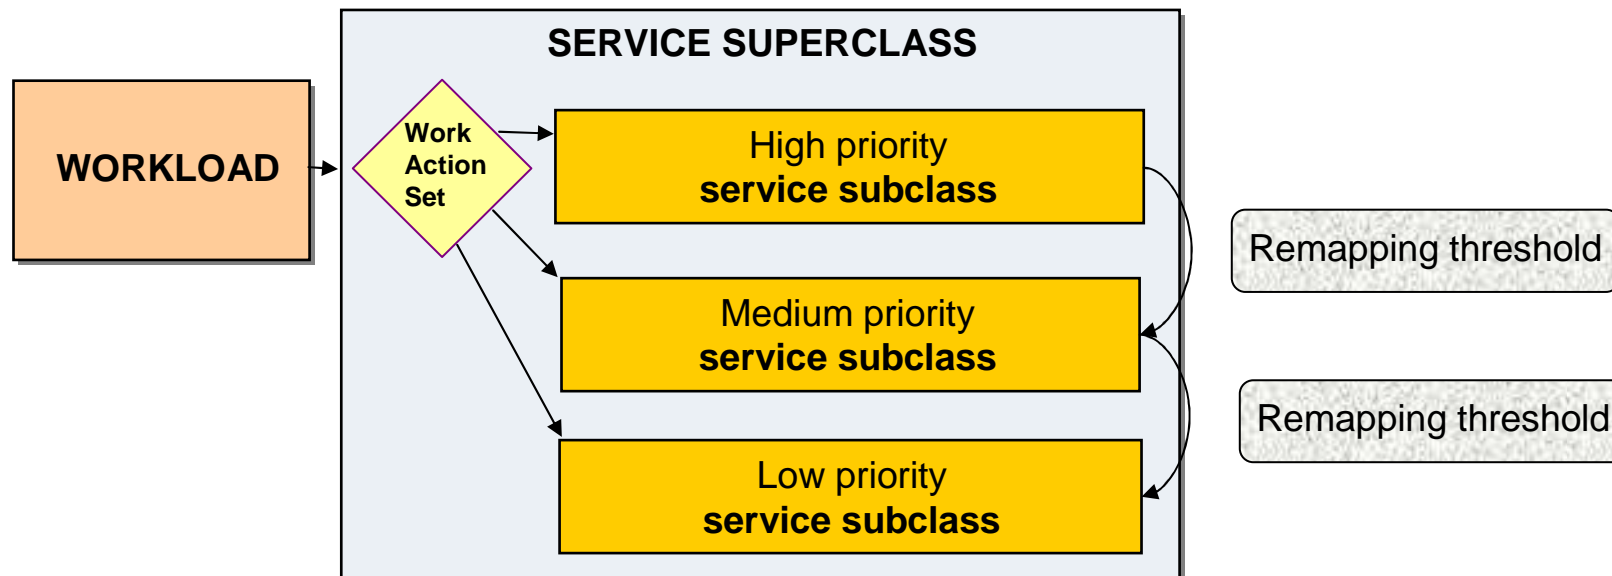 SERVICE SUPERCLASS
WORKLOAD
Work
Action
Set
High priority
service subclass
Remapping threshold
Medium priority
service subclass
Remapping threshold
Low priority
service subclass